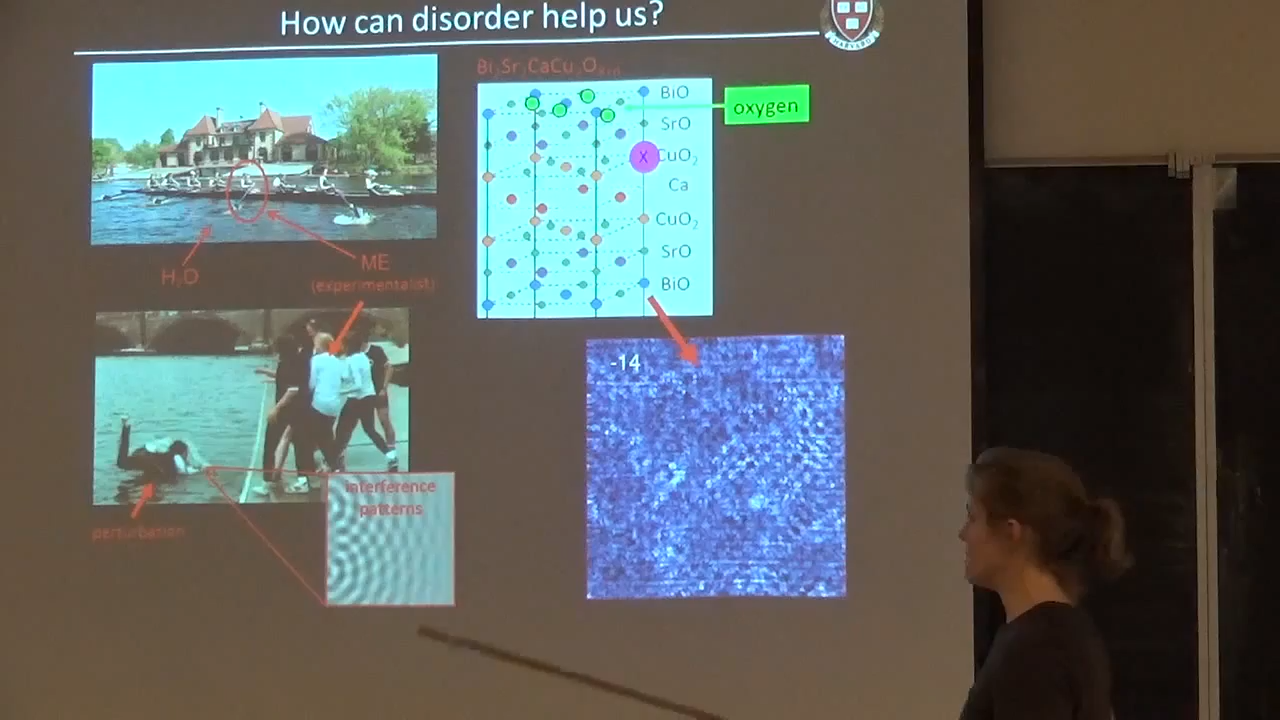 How can disorder help us?
HARVARD
Bi2Sr2CaCu2O8+d
BiO
oxygen
SrO
X
CuO2
Ca
CuO2
SrO
BiO
H2O
ME
(experimentalist)
-14
interference
patterns
perturbation